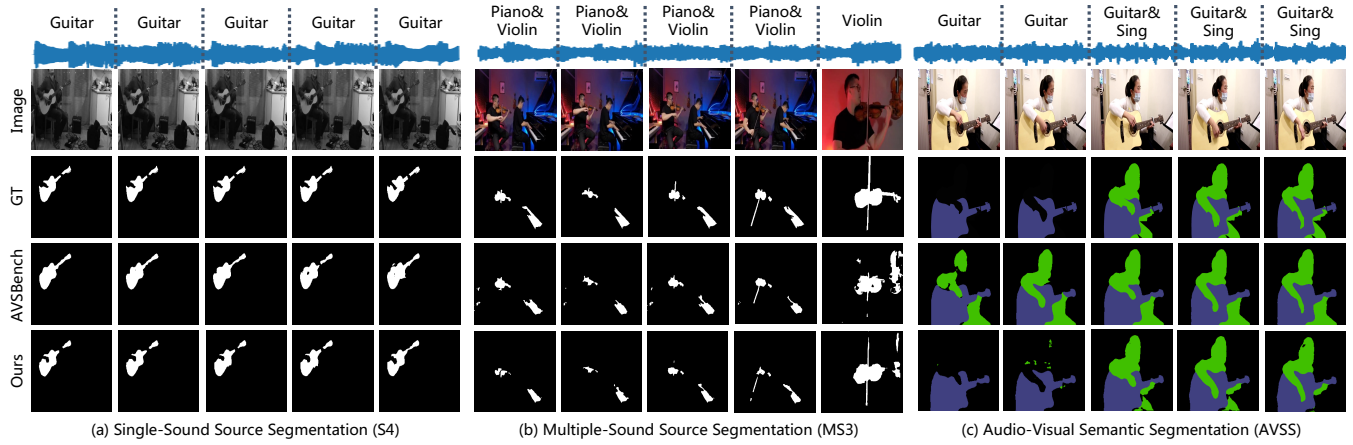 Guitar Guitar Guitar Guitar Guitar
Piano& Piano& Piano& Piano& Violin
Violin Violin Violin Violin
Guitar Guitar Guitar& Guitar& Guitar&
Sing Sing Sing
Image
GT
AVSBench
Ours
(a) Single-Sound Source Segmentation (S4)
(b) Multiple-Sound Source Segmentation (MS3)
(c) Audio-Visual Semantic Segmentation (AVSS)